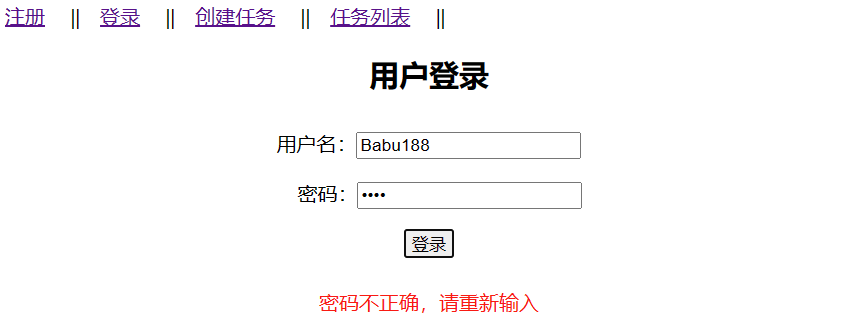 注册 || 登录 || 创建任务 || 任务列表 ||
用户登录
用户名：Babu188
密码：••••
登录
密码不正确，请重新输入